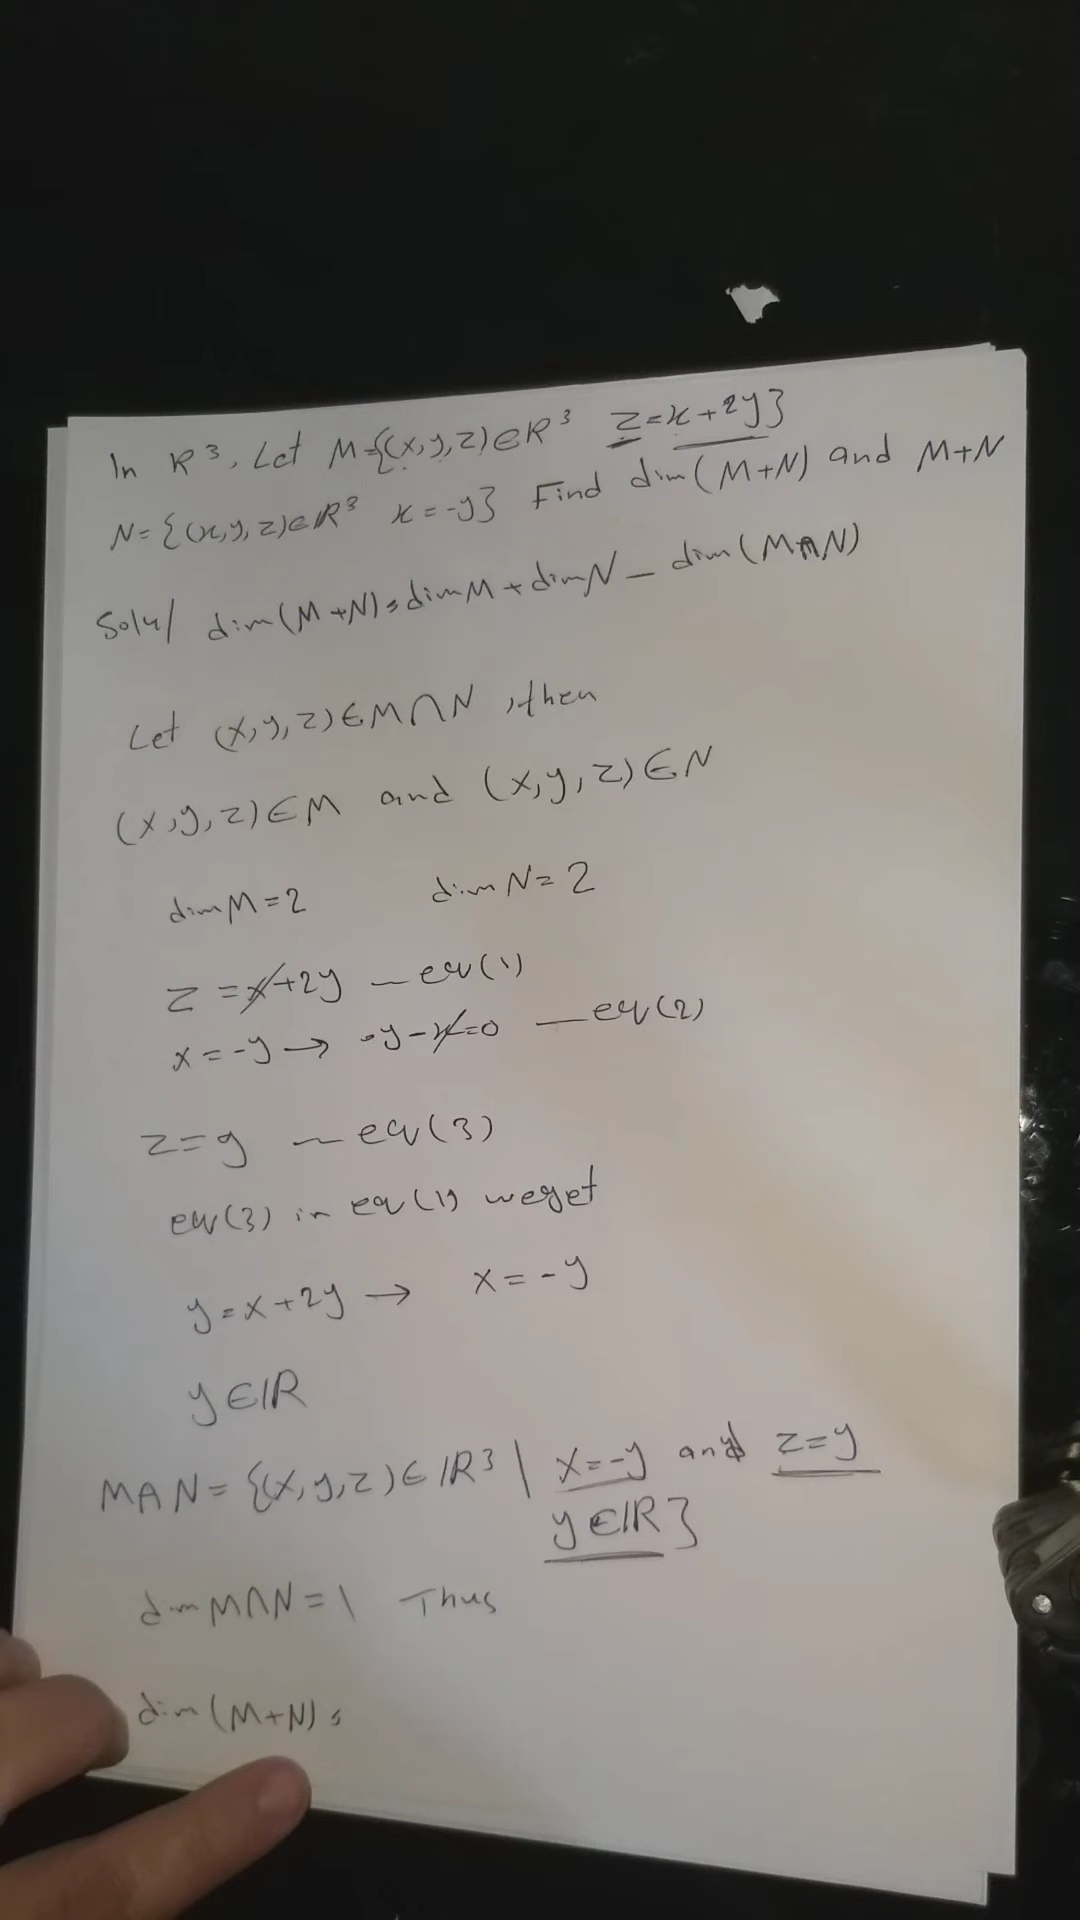 In R³, Let M={(x,y,z)∈R³ z=x+2y}
N={(x,y,z)∈R³ x=-y} Find dim(M+N) and M+N
Solu/ dim(M+N)=dimM+dimN-dim(M∩N)
Let (x,y,z)∈M∩N, then
(x,y,z)∈M and (x,y,z)∈N
dimM=2 dimN=2
z=x+2y — eq(1)
x=-y → -y-x=0 — eq(2)
z=y — eq(3)
eq(3) in eq(1) weget
y=x+2y → x=-y
y∈R
M∩N={(x,y,z)∈R³ | x=-y and z=y
y∈R}
dimM∩N=1 Thus
dim(M+N)=